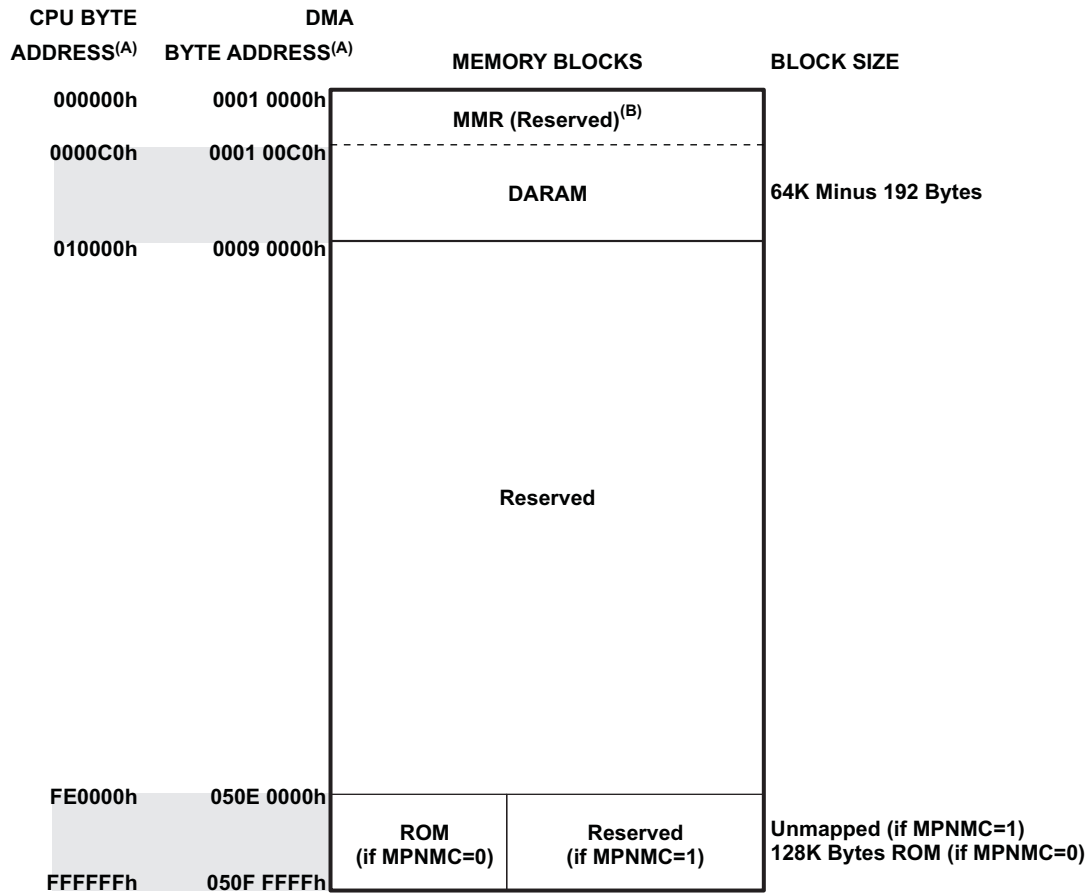 CPU BYTE ADDRESS(A)
DMA BYTE ADDRESS(A)
MEMORY BLOCKS
BLOCK SIZE
000000h 0001 0000h
MMR (Reserved)(B)
0000C0h 0001 00C0h
DARAM
64K Minus 192 Bytes
010000h 0009 0000h
Reserved
FE0000h 050E 0000h
ROM
(if MPNMC=0)
Reserved
(if MPNMC=1)
Unmapped (if MPNMC=1)
128K Bytes ROM (if MPNMC=0)
FFFFFFh 050F FFFFh